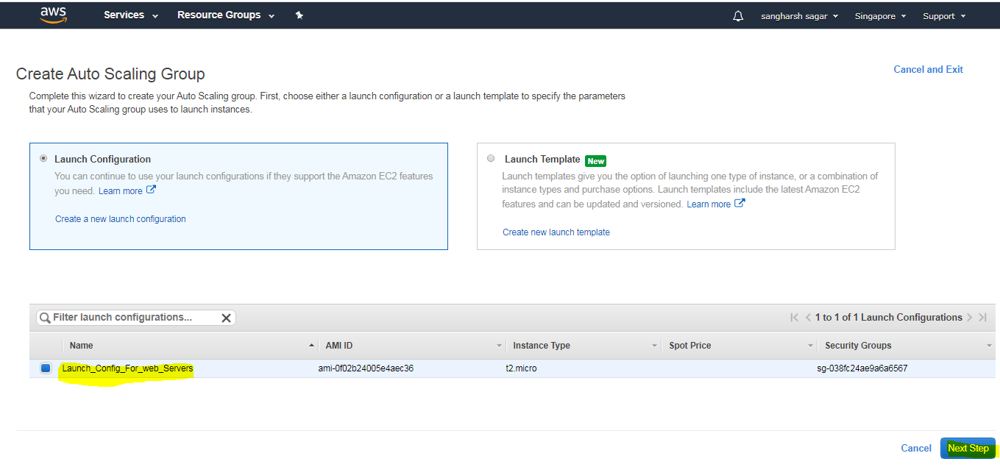 aws Services Resource Groups sangharsh sagar Singapore Support
Create Auto Scaling Group
Cancel and Exit
Complete this wizard to create your Auto Scaling group. First, choose either a launch configuration or a launch template to specify the parameters
that your Auto Scaling group uses to launch instances.
Launch Configuration
You can continue to use your launch configurations if they support the Amazon EC2 features
you need. Learn more
Create a new launch configuration
Launch Template New
Launch templates give you the option of launching one type of instance, or a combination of
instance types and purchase options. Launch templates include the latest Amazon EC2
features and can be updated and versioned. Learn more
Create new launch template
Filter launch configurations...
1 to 1 of 1 Launch Configurations
Name AMI ID Instance Type Spot Price Security Groups
Launch_Config_For_web_Servers ami-0f02b24005e4aec36 t2.micro sg-038fc24ae9a6a6567
Cancel Next Step